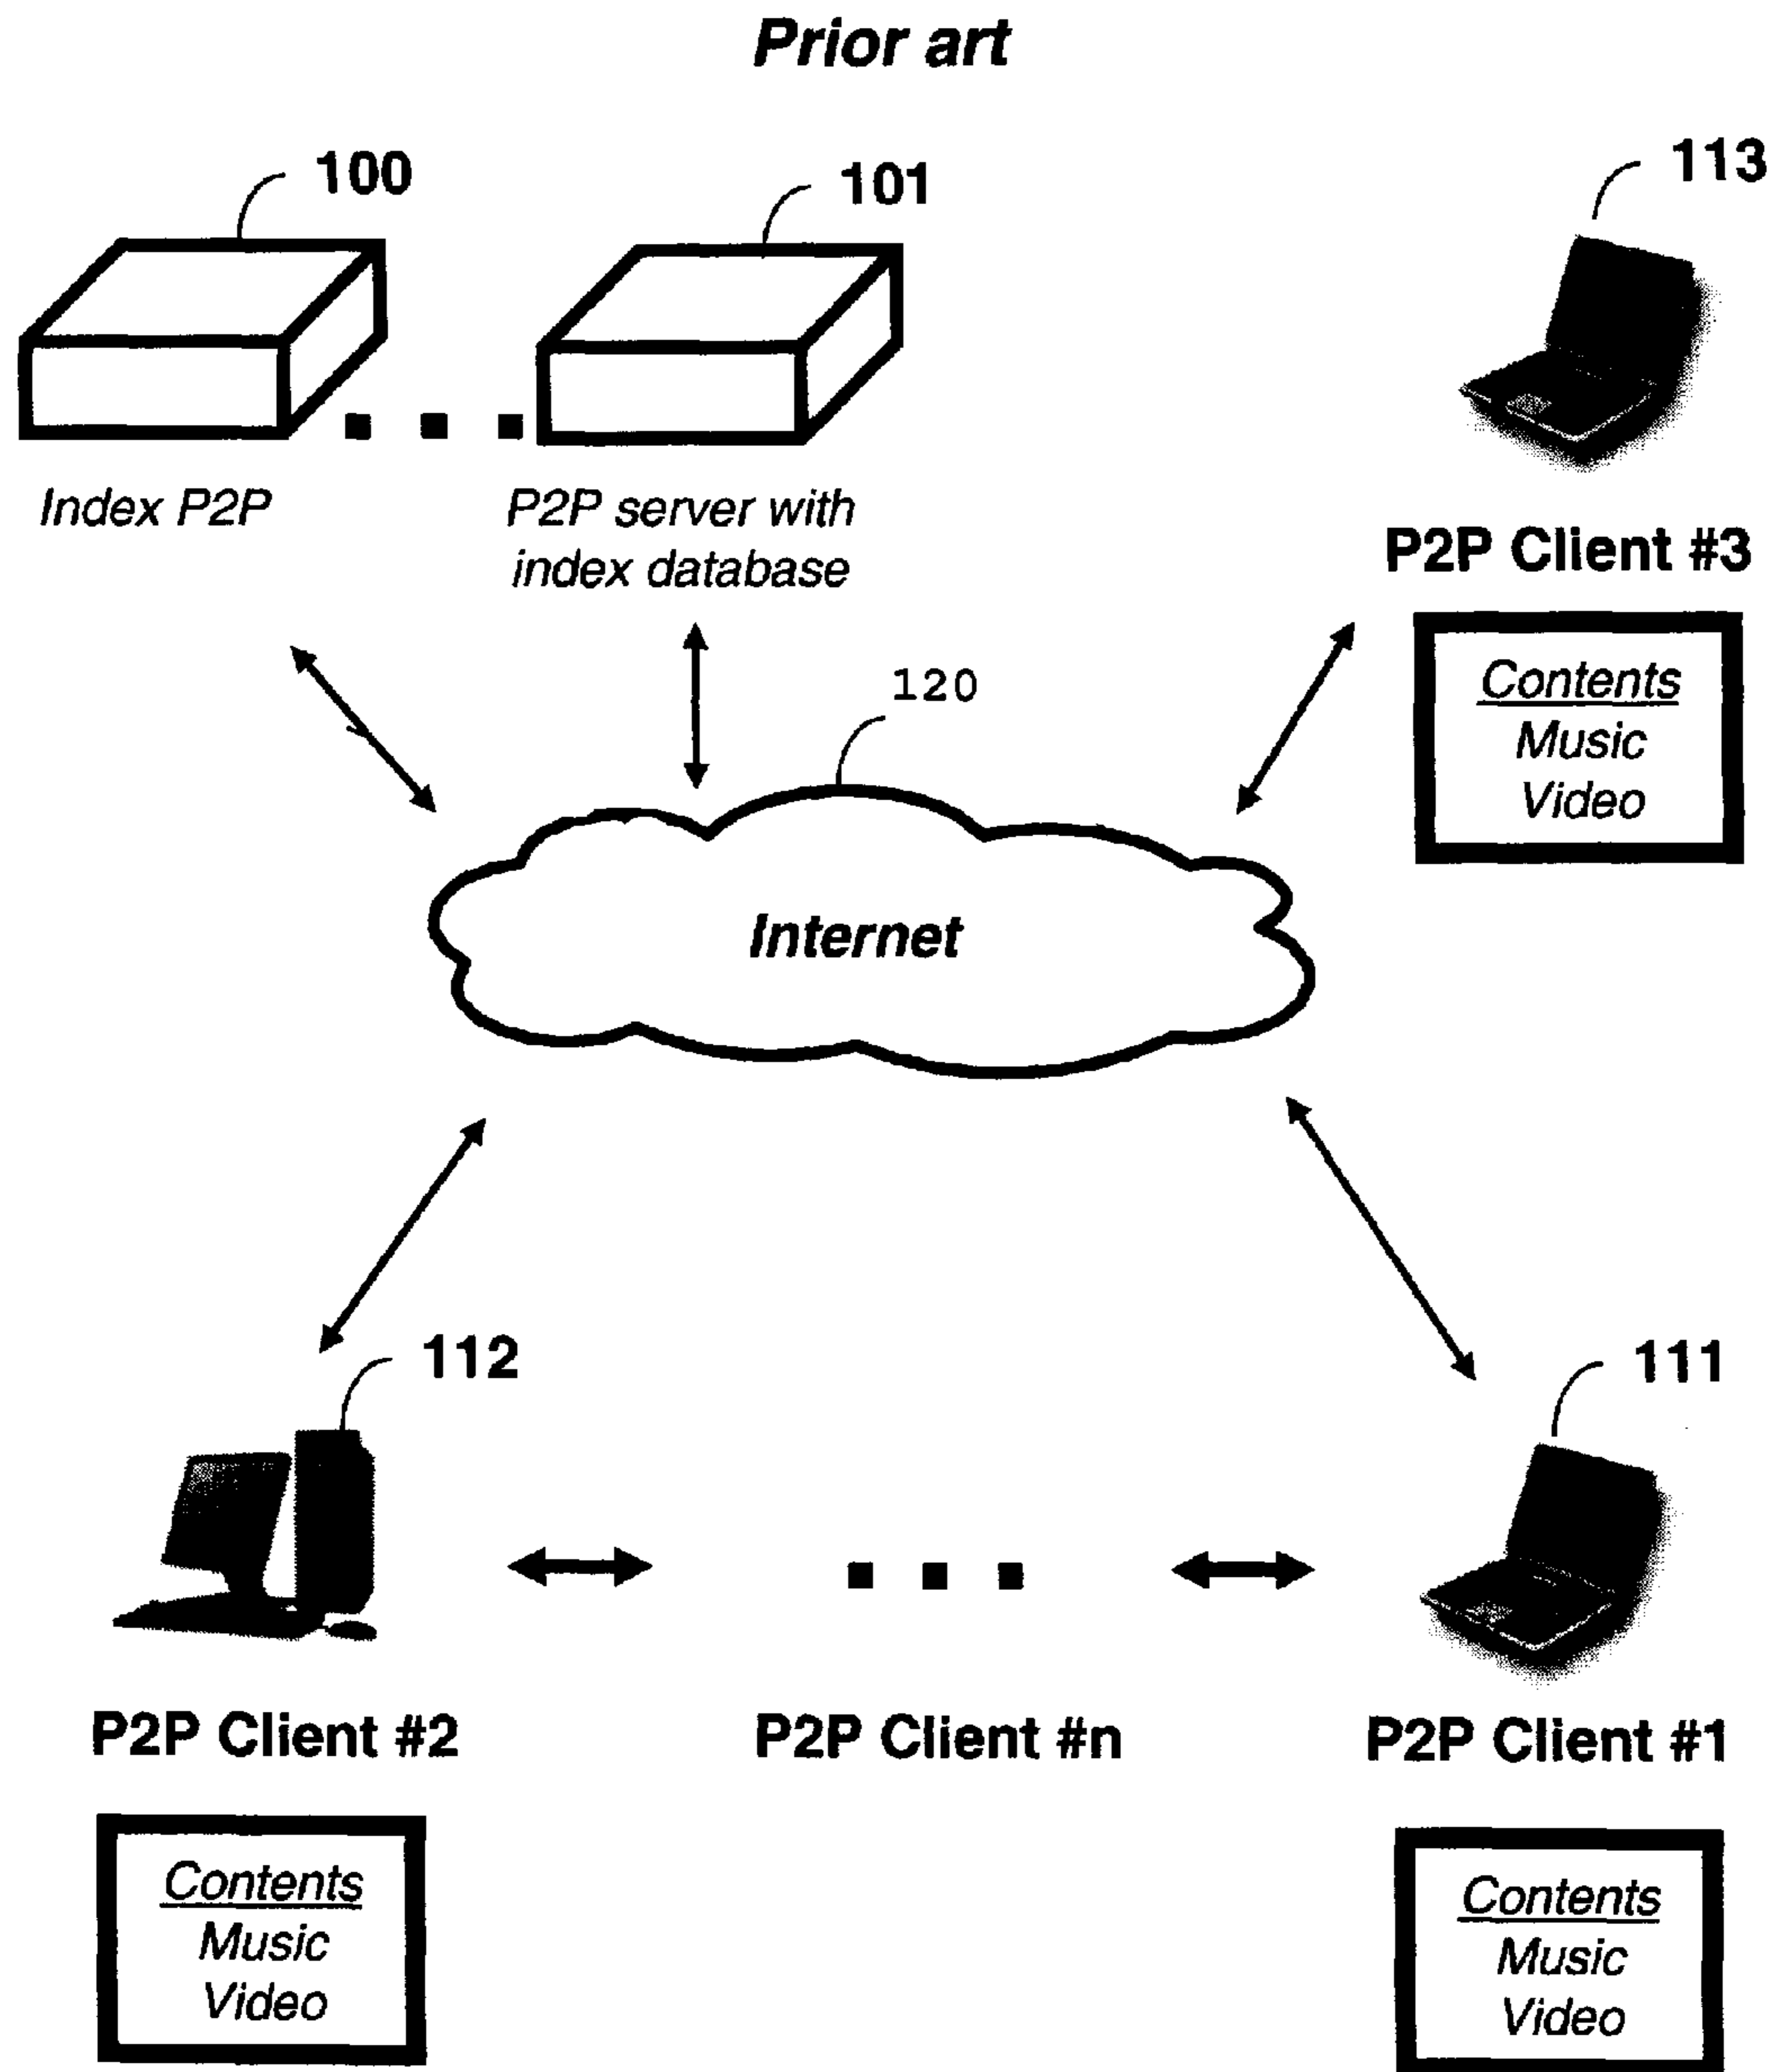 Prior art
100
101
113
Index P2P
P2P server with
index database
P2P Client #3
Contents
Music
Video
120
Internet
112
111
P2P Client #2
P2P Client #n
P2P Client #1
Contents
Music
Video
Contents
Music
Video